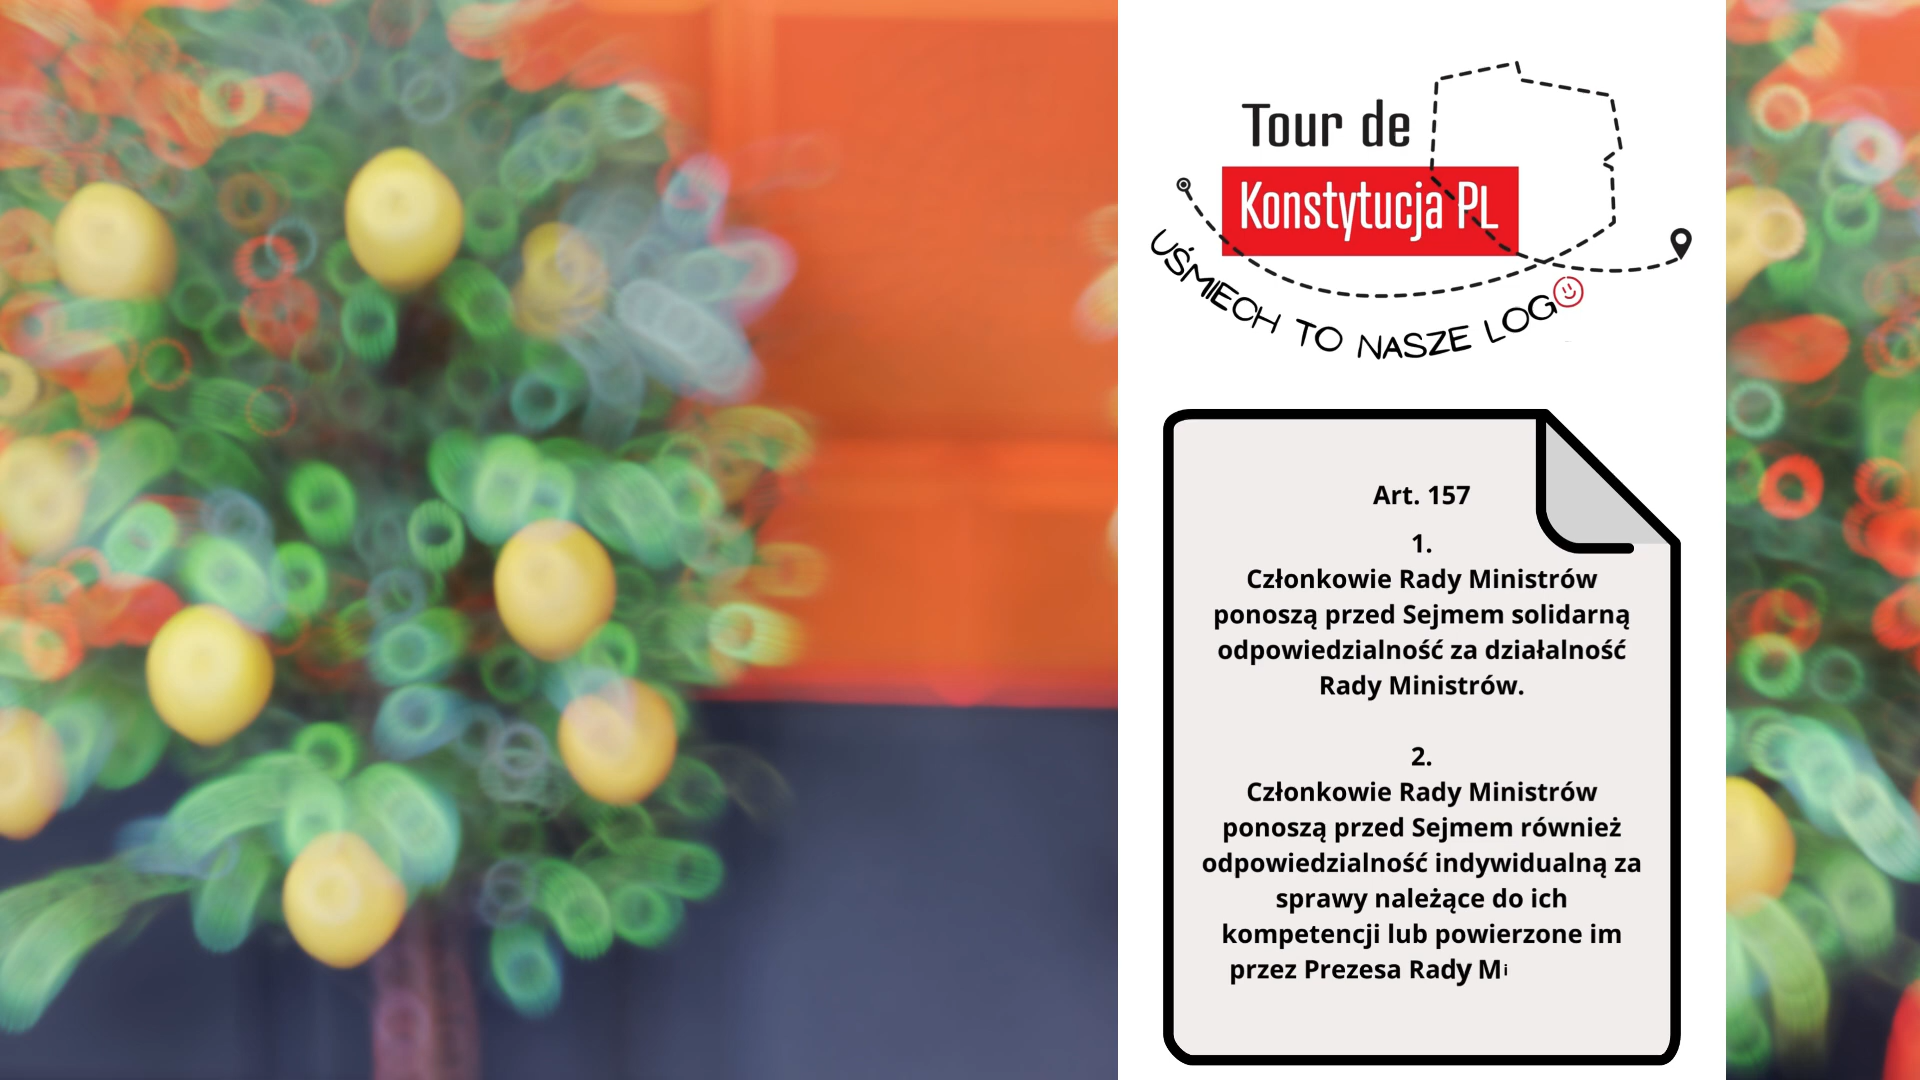 Tour de
Konstytucja PL
UŚMIECH TO NASZE LOGO
Art. 157
1.
Członkowie Rady Ministrów
ponoszą przed Sejmem solidarną
odpowiedzialność za działalność
Rady Ministrów.
2.
Członkowie Rady Ministrów
ponoszą przed Sejmem również
odpowiedzialność indywidualną za
sprawy należące do ich
kompetencji lub powierzone im
przez Prezesa Rady Mi